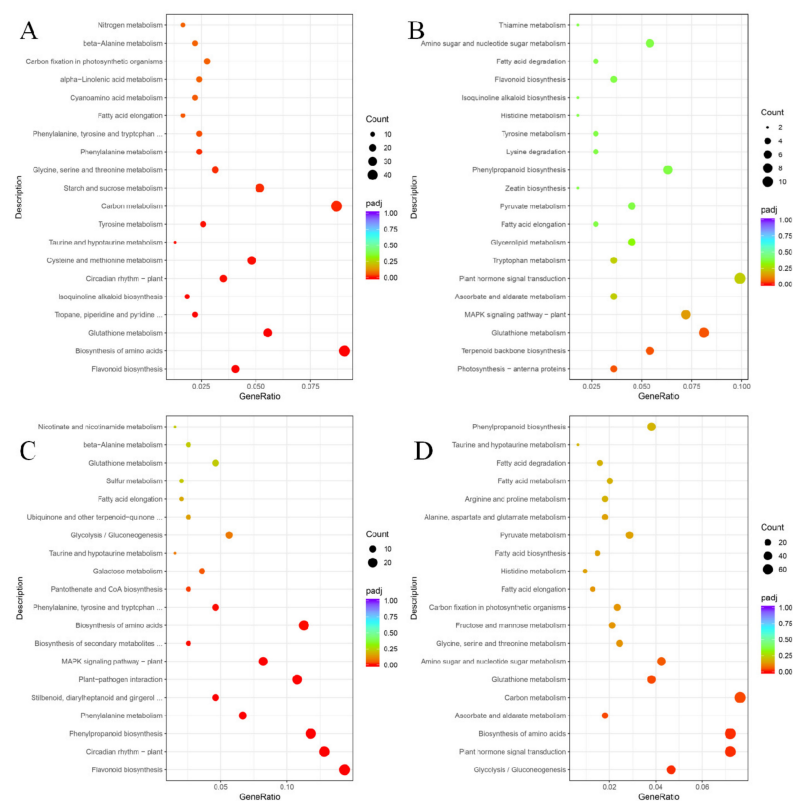 A
Nitrogen metabolism
beta−Alanine metabolism
Carbon fixation in photosynthetic organisms
alpha−Linolenic acid metabolism
Cyanoamino acid metabolism
Fatty acid elongation
Phenylalanine, tyrosine and tryptophan ...
Phenylalanine metabolism
Glycine, serine and threonine metabolism
Starch and sucrose metabolism
Carbon metabolism
Tyrosine metabolism
Taurine and hypotaurine metabolism
Cysteine and methionine metabolism
Circadian rhythm − plant
Isoquinoline alkaloid biosynthesis
Tropane, piperidine and pyridine ...
Glutathione metabolism
Biosynthesis of amino acids
Flavonoid biosynthesis
Description
0.025 0.050 0.075
GeneRatio
Count
10
20
30
40
padj
1.00
0.75
0.50
0.25
0.00
B
Thiamine metabolism
Amino sugar and nucleotide sugar metabolism
Fatty acid degradation
Flavonoid biosynthesis
Isoquinoline alkaloid biosynthesis
Histidine metabolism
Tyrosine metabolism
Lysine degradation
Phenylpropanoid biosynthesis
Zeatin biosynthesis
Pyruvate metabolism
Fatty acid elongation
Glycerolipid metabolism
Tryptophan metabolism
Plant hormone signal transduction
Ascorbate and aldarate metabolism
MAPK signaling pathway − plant
Glutathione metabolism
Terpenoid backbone biosynthesis
Photosynthesis − antenna proteins
Description
0.025 0.050 0.075 0.100
GeneRatio
Count
2
4
6
8
10
padj
1.00
0.75
0.50
0.25
0.00
C
Nicotinate and nicotinamide metabolism
beta−Alanine metabolism
Glutathione metabolism
Sulfur metabolism
Fatty acid elongation
Ubiquinone and other terpenoid−quinone ...
Glycolysis / Gluconeogenesis
Taurine and hypotaurine metabolism
Galactose metabolism
Pantothenate and CoA biosynthesis
Phenylalanine, tyrosine and tryptophan ...
Biosynthesis of amino acids
Biosynthesis of secondary metabolites ...
MAPK signaling pathway − plant
Plant−pathogen interaction
Stilbenoid, diarylheptanoid and gingerol ...
Phenylalanine metabolism
Phenylpropanoid biosynthesis
Circadian rhythm − plant
Flavonoid biosynthesis
Description
0.05 0.10
GeneRatio
Count
10
20
padj
1.00
0.75
0.50
0.25
0.00
D
Phenylpropanoid biosynthesis
Taurine and hypotaurine metabolism
Fatty acid degradation
Fatty acid metabolism
Arginine and proline metabolism
Alanine, aspartate and glutamate metabolism
Pyruvate metabolism
Fatty acid biosynthesis
Histidine metabolism
Fatty acid elongation
Carbon fixation in photosynthetic organisms
Fructose and mannose metabolism
Glycine, serine and threonine metabolism
Amino sugar and nucleotide sugar metabolism
Glutathione metabolism
Carbon metabolism
Ascorbate and aldarate metabolism
Biosynthesis of amino acids
Plant hormone signal transduction
Glycolysis / Gluconeogenesis
Description
0.02 0.04 0.06
GeneRatio
Count
20
40
60
padj
1.00
0.75
0.50
0.25
0.00